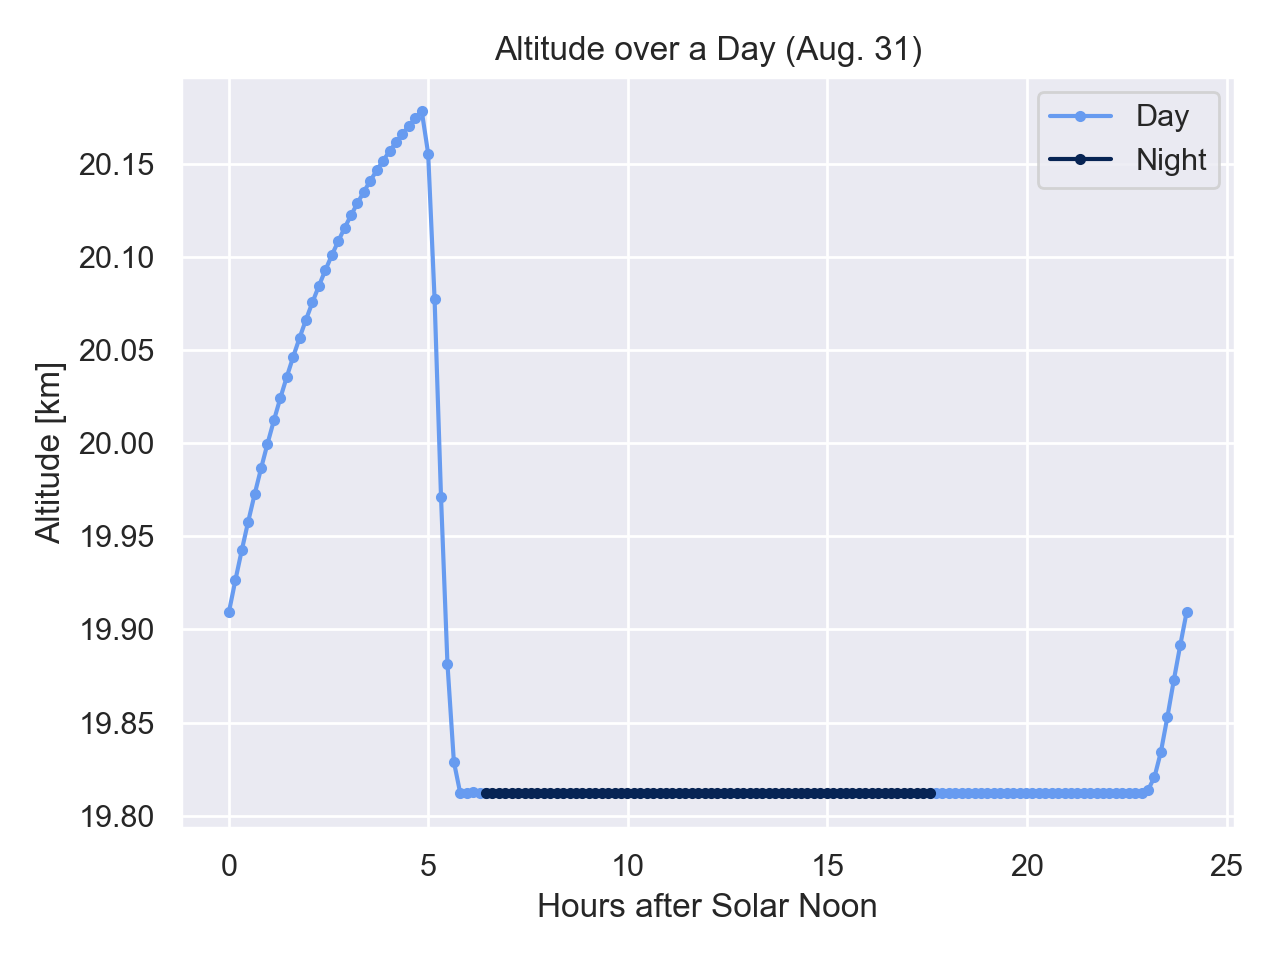 Altitude over a Day (Aug. 31)
Day
Night
Altitude [km]
20.15
20.10
20.05
20.00
19.95
19.90
19.85
19.80
0 5 10 15 20 25
Hours after Solar Noon